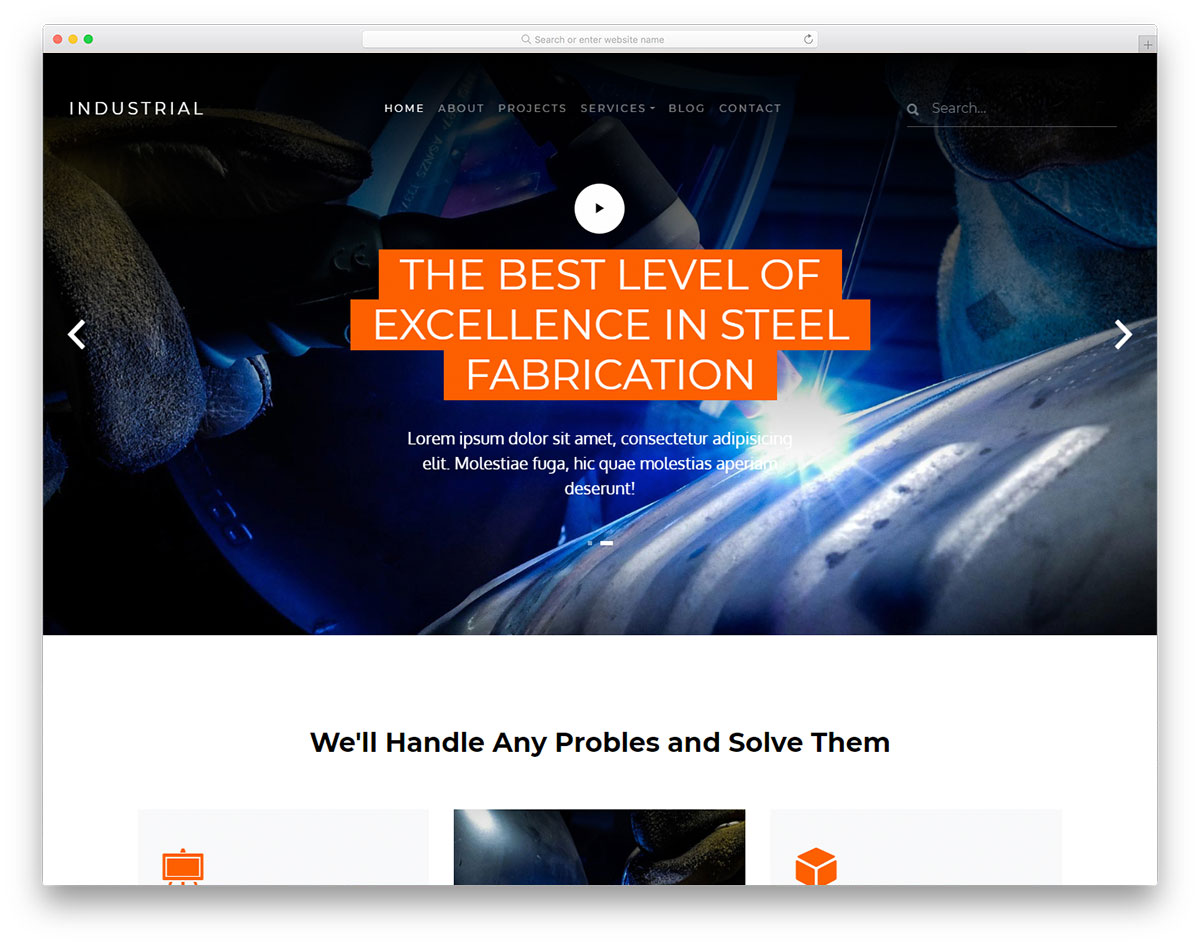 Search or enter website name
INDUSTRIAL
HOME ABOUT PROJECTS SERVICES BLOG CONTACT
Search...
THE BEST LEVEL OF
EXCELLENCE IN STEEL
FABRICATION
Lorem ipsum dolor sit amet, consectetur adipisicing
elit. Molestiae fuga, hic quae molestias aperiam
deserunt!
We'll Handle Any Probles and Solve Them